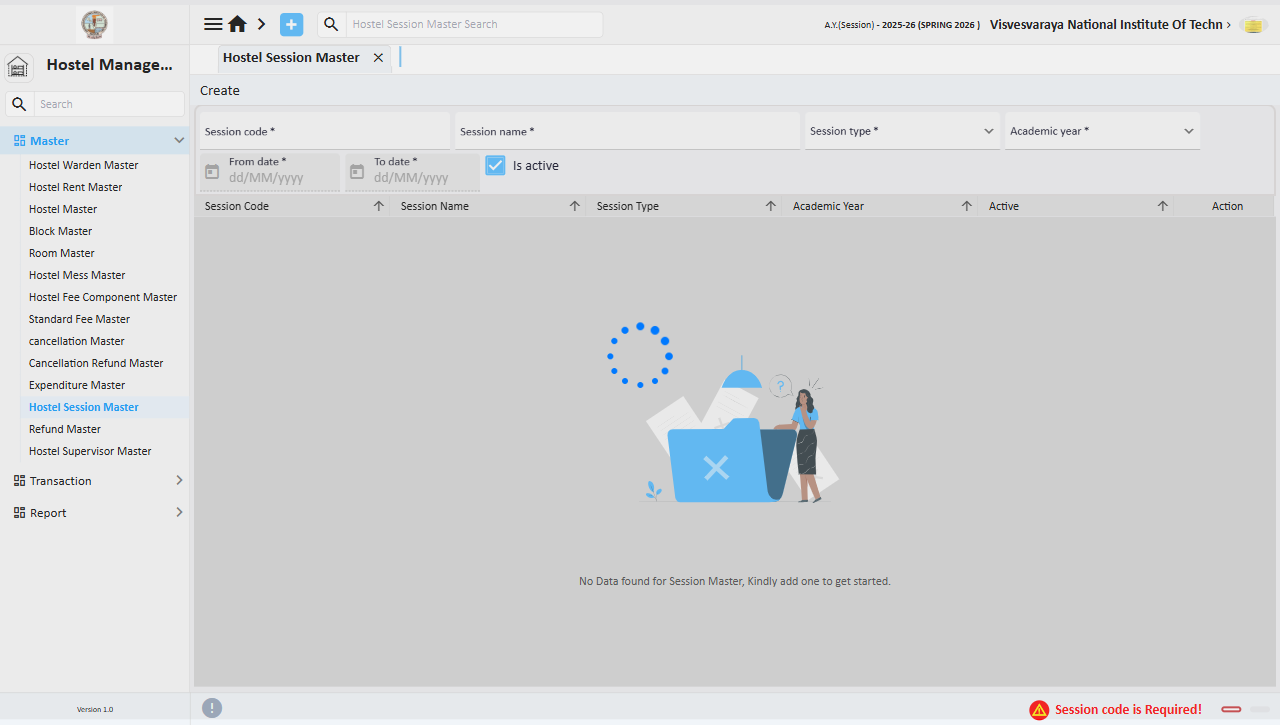 Hostel Session Master Search
A.Y.(Session) - 2025-26 (SPRING 2026 )
Visvesvaraya National Institute Of Techn
Hostel Manage...
Hostel Session Master
Search
Create
Session code *
Session name *
Session type *
Academic year *
From date *
dd/MM/yyyy
To date *
dd/MM/yyyy
Is active
Session Code
Session Name
Session Type
Academic Year
Active
Action
Master
Hostel Warden Master
Hostel Rent Master
Hostel Master
Block Master
Room Master
Hostel Mess Master
Hostel Fee Component Master
Standard Fee Master
cancellation Master
Cancellation Refund Master
Expenditure Master
Hostel Session Master
Refund Master
Hostel Supervisor Master
Transaction
Report
?
No Data found for Session Master, Kindly add one to get started.
Version 1.0
Session code is Required!